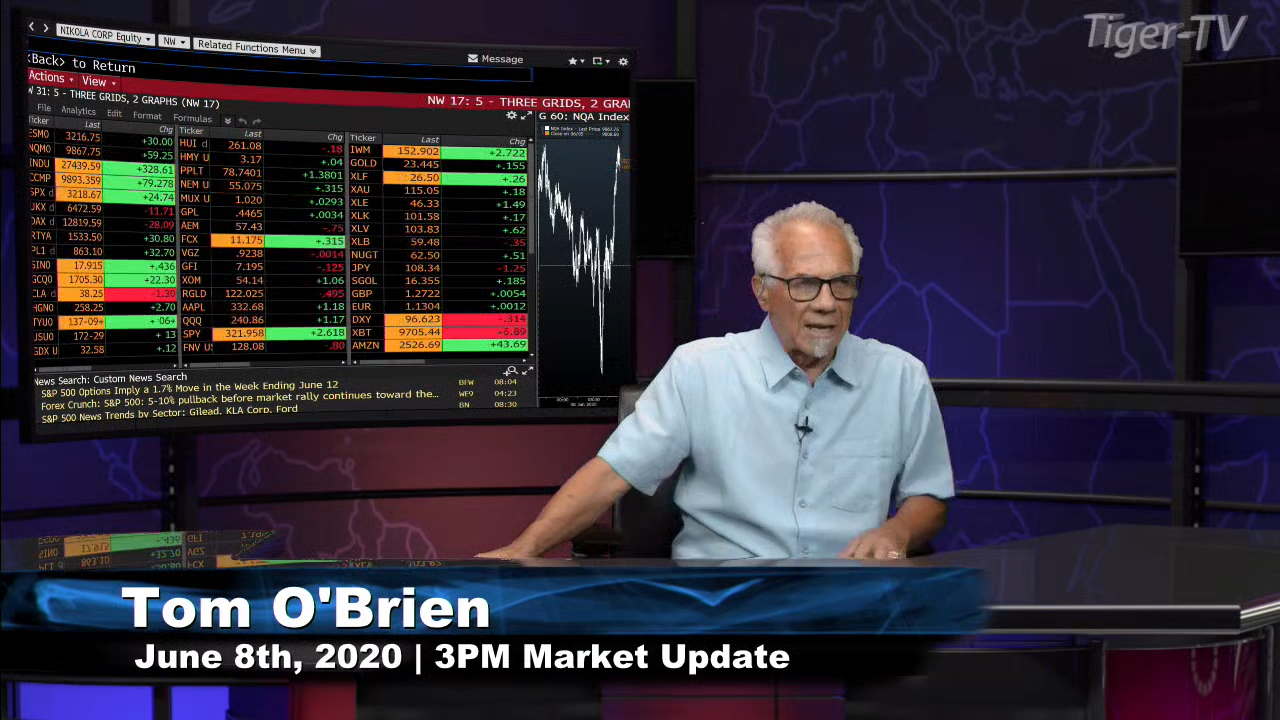 Tiger-TV
NIKOLA CORP Equity NW Related Functions Menu
<Back> to Return Message
Actions View
31: 5 - THREE GRIDS, 2 GRAPHS (NW 17) NW 17: 5 - THREE GRIDS, 2 GRA
File Analytics Edit Format Formulas G 60: NQA Index
Ticker Last Chg Ticker Last Chg Ticker Last Chg
ESMO 3216.75 +30.00 HUI d 261.08 -.18 IWM 152.902 +2.722
NQMO 9867.75 +59.25 HMY U 3.17 +.04 GOLD 23.445 +.155
INDU 27439.59 +328.61 PPLT 78.7401 +1.3801 XLF 26.50 +.26
CCMP 9893.359 +79.278 NEM U 55.075 +.315 XAU 115.05 +.18
SPX d 3218.67 +24.74 MUX U 1.020 +.0293 XLE 46.33 +1.49
UKX d 6472.59 -11.71 GPL .4465 +.0034 XLK 101.58 +.17
DAX d 12819.59 -28.09 AEM 57.43 -.75 XLV 103.83 +.62
RTYA 1533.50 +30.80 FCX 11.175 +.315 XLB 59.48 -.35
PL1 d 863.10 +32.70 VGZ .9238 -.0014 NUGT 62.50 +.51
SINO 17.915 +.436 GFI 7.195 -.125 JPY 108.34 -1.25
GCQO 1705.30 +22.30 XOM 54.14 +1.06 SGOL 16.355 +.185
CLA d 38.25 -1.30 RGLD 122.025 -.495 GBP 1.2722 +.0054
HGNO 258.25 +2.70 AAPL 332.68 +1.18 EUR 1.1304 +.0012
TYUO 137-09+ + 06+ QQQ 240.86 +1.17 DXY 96.623 -.314
USUO 172-29 + 13 SPY 321.958 +2.618 XBT 9705.44 -6.89
GDX U 32.58 +.12 FNV US 128.08 -.80 AMZN 2526.69 +43.69
News Search: Custom News Search
S&P 500 Options Imply a 1.7% Move in the Week Ending June 12 BFW 08:04
Forex Crunch: S&P 500: 5-10% pullback before market rally continues toward the... WE9 04:23
S&P 500 News Trends by Sector: Gilead, KLA Corp, Ford BN 08:30
Tom O'Brien
June 8th, 2020 | 3PM Market Update